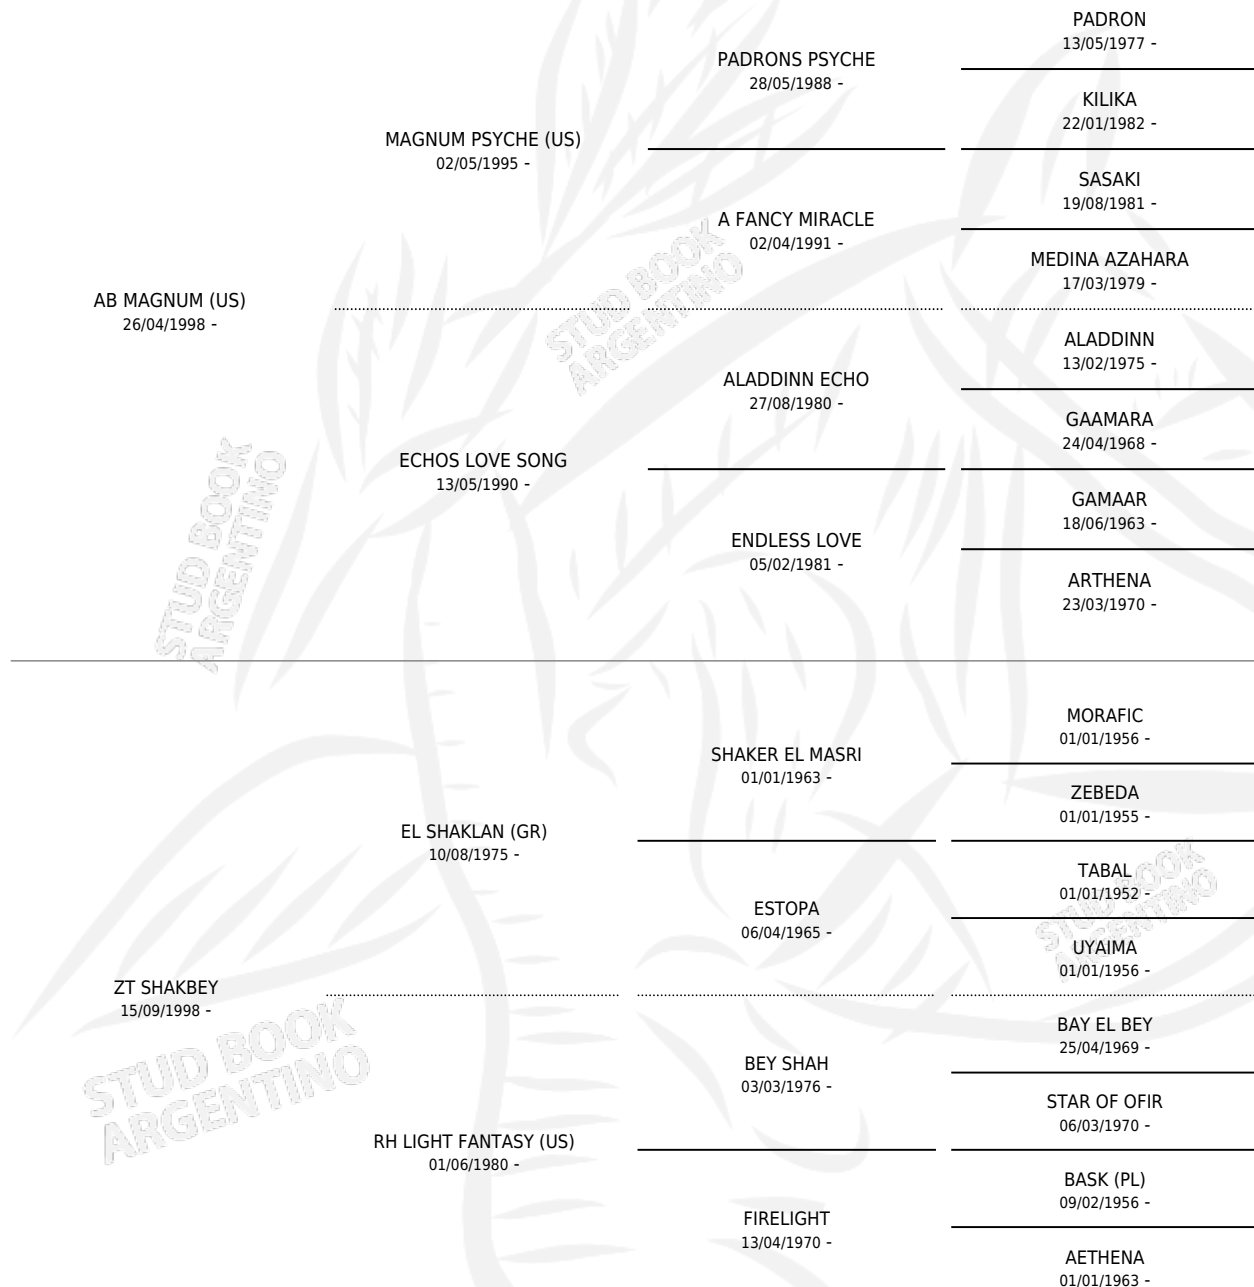 PADRON
13/05/1977 -
PADRONS PSYCHE
28/05/1988 -
KILIKA
22/01/1982 -
MAGNUM PSYCHE (US)
02/05/1995 -
SASAKI
19/08/1981 -
A FANCY MIRACLE
02/04/1991 -
MEDINA AZAHARA
17/03/1979 -
AB MAGNUM (US)
26/04/1998 -
ALADDINN
13/02/1975 -
ALADDINN ECHO
27/08/1980 -
GAAMARA
24/04/1968 -
ECHOS LOVE SONG
13/05/1990 -
GAMAAR
18/06/1963 -
ENDLESS LOVE
05/02/1981 -
ARTHENA
23/03/1970 -
MORAFIC
01/01/1956 -
SHAKER EL MASRI
01/01/1963 -
ZEBEDA
01/01/1955 -
EL SHAKLAN (GR)
10/08/1975 -
TABAL
01/01/1952 -
ESTOPA
06/04/1965 -
UYAIMA
01/01/1956 -
ZT SHAKBEY
15/09/1998 -
BAY EL BEY
25/04/1969 -
BEY SHAH
03/03/1976 -
STAR OF OFIR
06/03/1970 -
RH LIGHT FANTASY (US)
01/06/1980 -
BASK (PL)
09/02/1956 -
FIRELIGHT
13/04/1970 -
AETHENA
01/01/1963 -
STUD BOOK
ARGENTINO
STUD BOOK
ARGENTINO
STUD BOOK
ARGENTINO
STUD BOOK
ARGENTINO